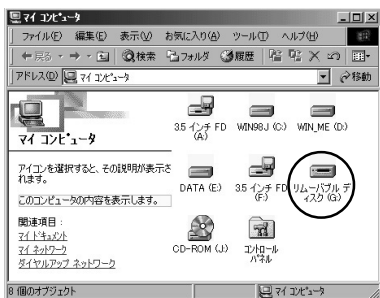 マイ コンピュータ
ファイル(F) 編集(E) 表示(V) お気に入り(A) ツール(T) ヘルプ(H)
戻る 検索 フォルダ 履歴
アドレス(D) マイ コンピュータ 移動
マイ コンピュータ
アイコンを選択すると、その説明が表示されます。
このコンピュータの内容を表示します。
関連項目:
マイ ドキュメント
マイ ネットワーク
ダイヤルアップ ネットワーク
3.5 インチ FD (A:)
WIN98J (C:)
WIN_ME (D:)
DATA (E:)
3.5 インチ FD (F:)
リムーバブル ディスク (G:)
CD-ROM (J:)
コントロール パネル
8 個のオブジェクト
マイ コンピュータ